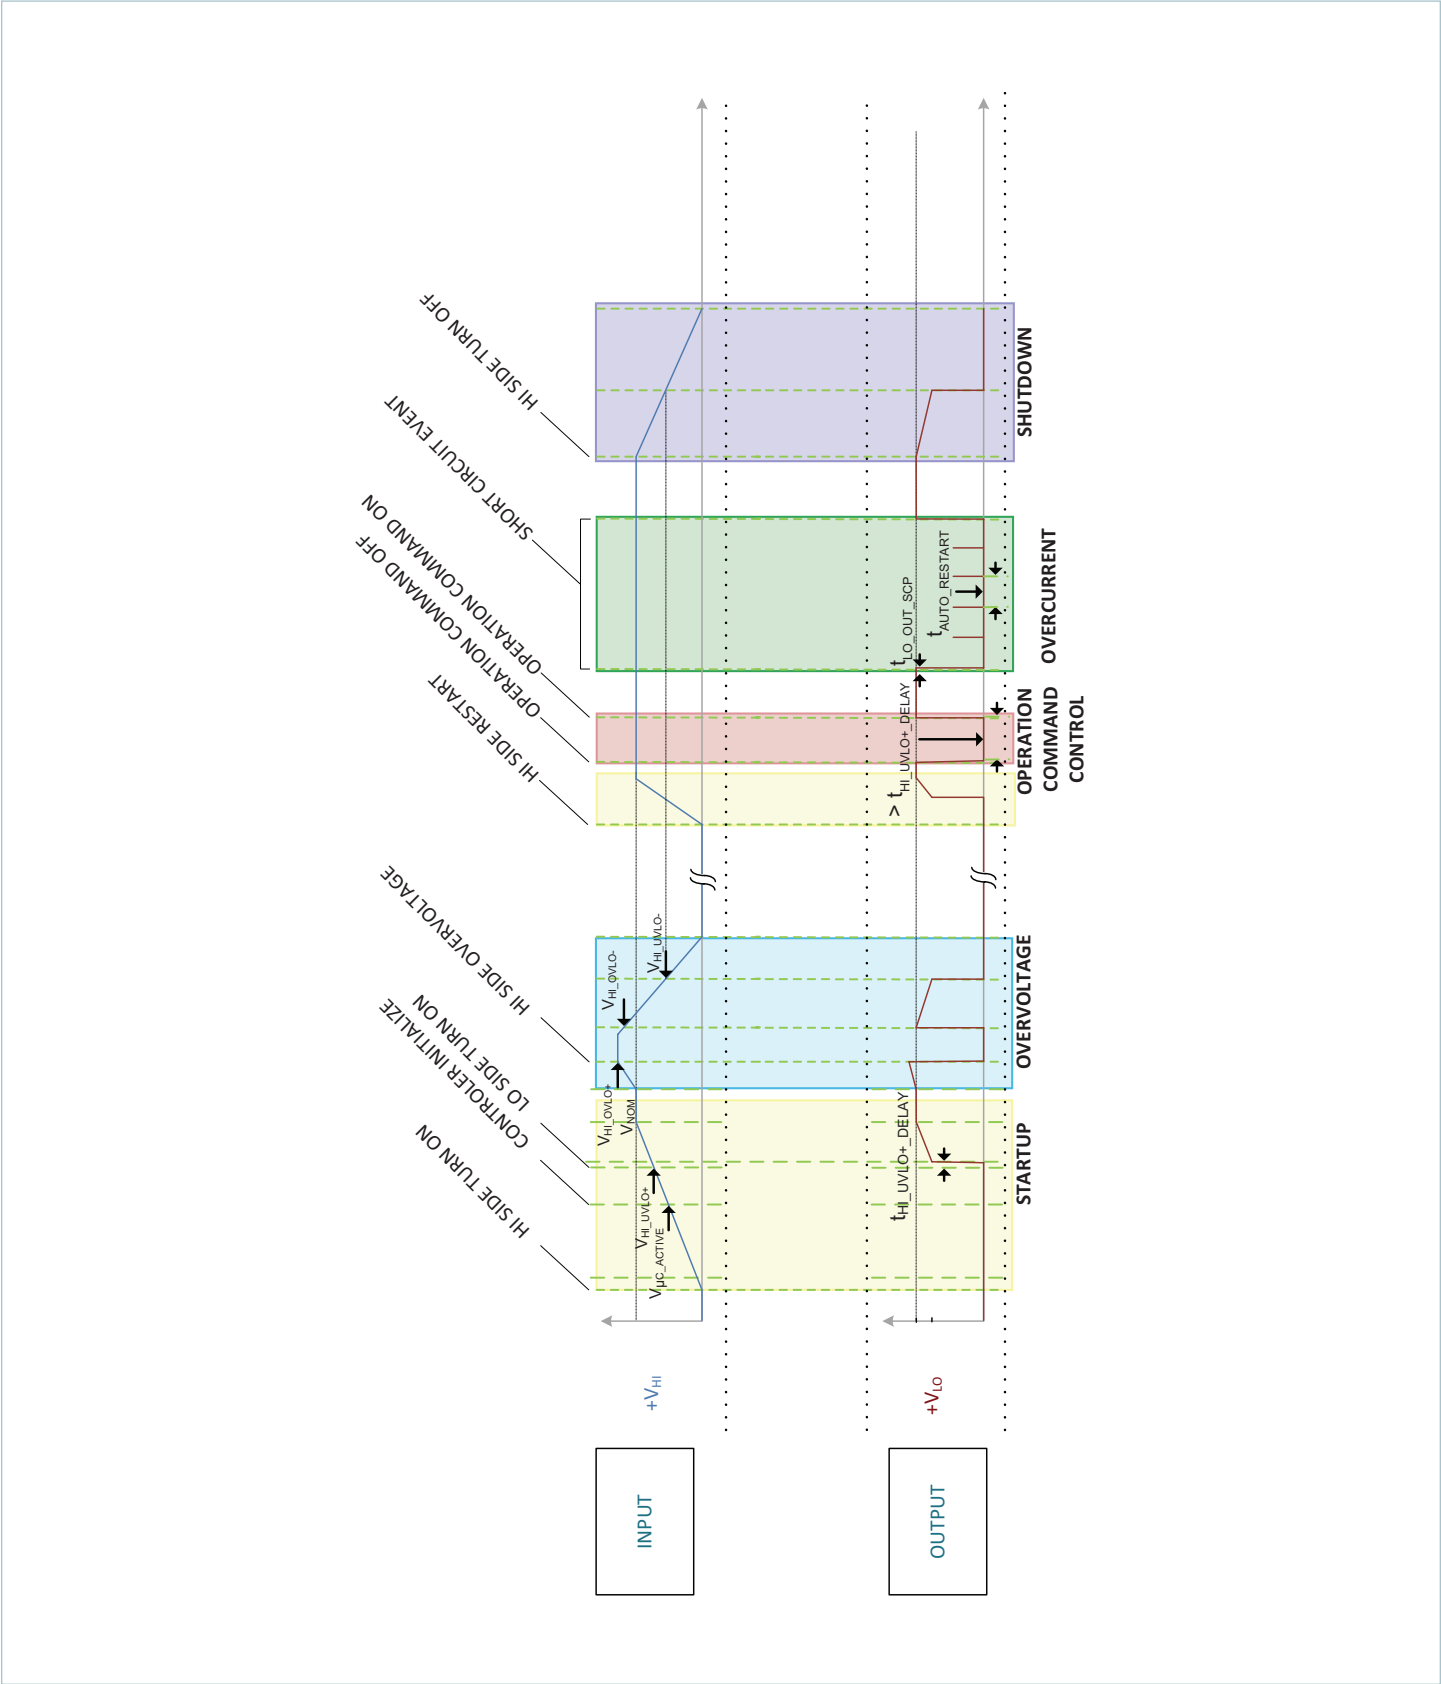 HI SIDE TURN ON
CONTROLER INITIALIZE
LO SIDE TURN ON
HI SIDE OVERVOLTAGE
HI SIDE RESTART
OPERATION COMMAND OFF
OPERATION COMMAND ON
SHORT CIRCUIT EVENT
HI SIDE TURN OFF
INPUT
+VHI
VµC_ACTIVE
VHI_UVLO+
VNOM
VHI_OVLO+
VHI_OVLO-
VHI_UVLO-
OUTPUT
+VLO
tHI_UVLO+_DELAY
> tHI_UVLO+_DELAY
tLO_OUT_SCP
tAUTO_RESTART
STARTUP
OVERVOLTAGE
OPERATION
COMMAND
CONTROL
OVERCURRENT
SHUTDOWN